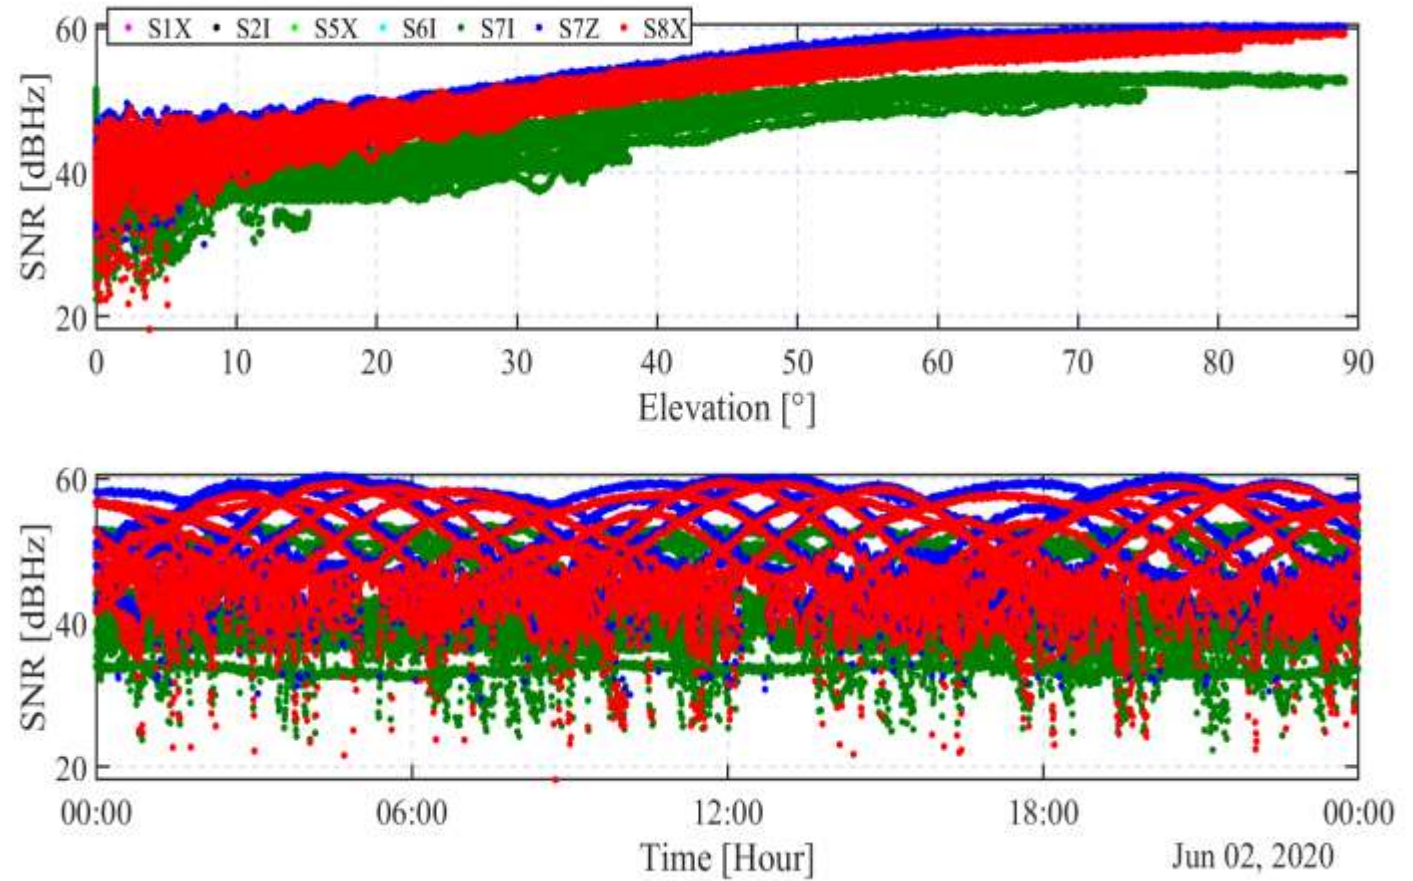 S1X S2I S5X S6I S7I S7Z S8X
60
40
20
SNR [dBHz]
0 10 20 30 40 50 60 70 80 90
Elevation [°]
60
40
20
SNR [dBHz]
00:00 06:00 12:00 18:00 00:00
Time [Hour]
Jun 02, 2020